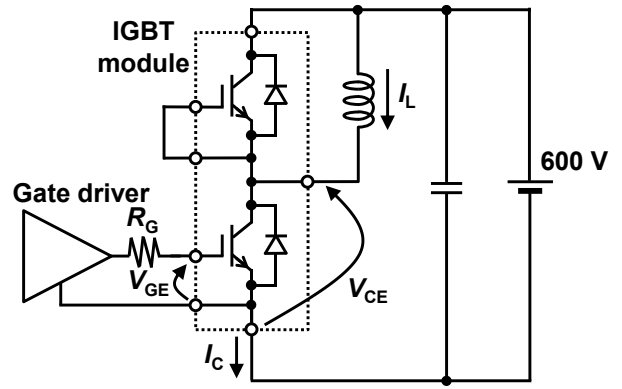 IGBT
module
I_L
600 V
Gate driver
R_G
V_GE
V_CE
I_C